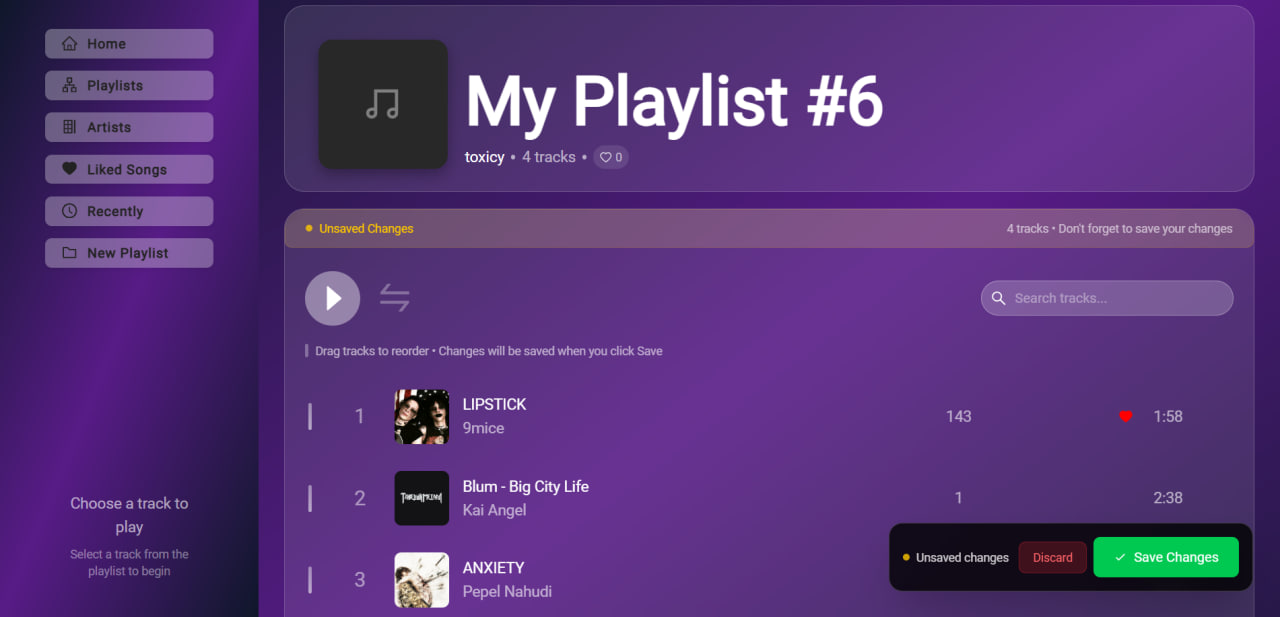 Home
Playlists
Artists
Liked Songs
Recently
New Playlist
Choose a track to
play
Select a track from the
playlist to begin
My Playlist #6
toxicy • 4 tracks • 0
Unsaved Changes
4 tracks • Don't forget to save your changes
Search tracks...
Drag tracks to reorder • Changes will be saved when you click Save
1
LIPSTICK
9mice
143
1:58
2
Blum - Big City Life
Kai Angel
1
2:38
3
ANXIETY
Pepel Nahudi
Unsaved changes
Discard
Save Changes